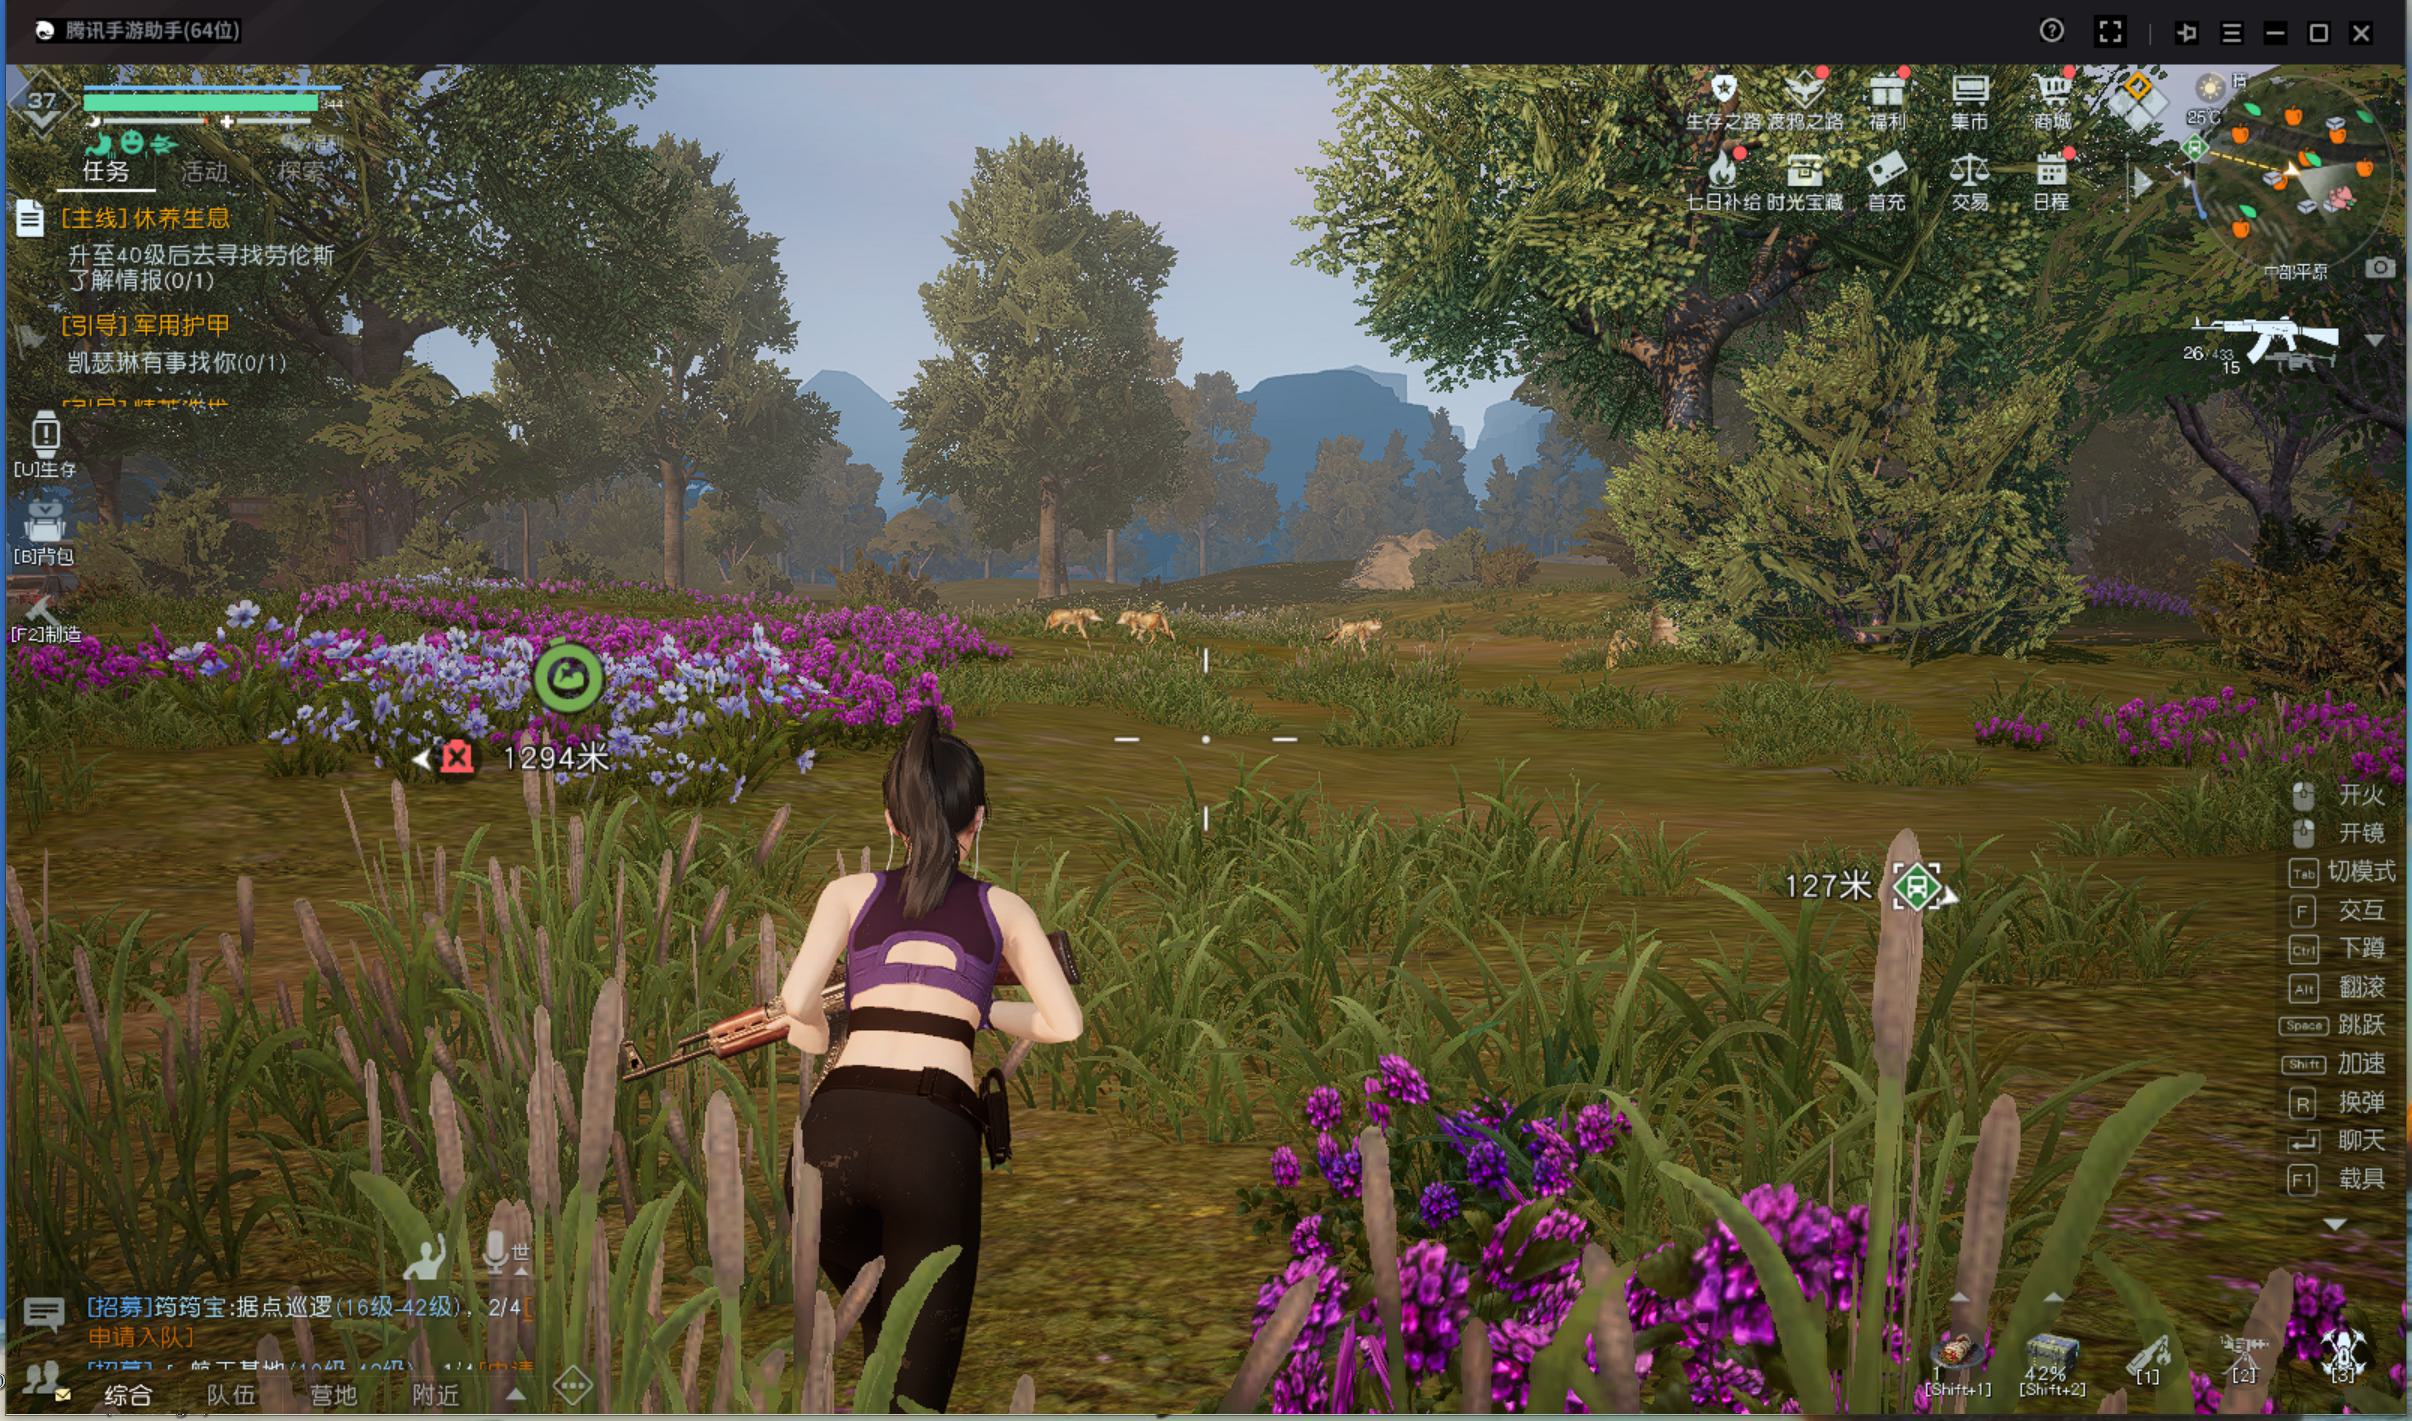 腾讯手游助手(64位)
37
344
任务 活动 探索
[主线] 休养生息
升至40级后去寻找劳伦斯
了解情报(0/1)
[引导] 军用护甲
凯瑟琳有事找你(0/1)
[U]生存
[B]背包
[F2]制造
生存之路 渡鸦之路 福利 集市 商城
七日补给 时光宝藏 首充 交易 日程
晴
25℃
中部平原
26/433
15
1294米
127米
开火
开镜
Tab 切模式
F 交互
Ctrl 下蹲
Alt 翻滚
Space 跳跃
Shift 加速
R 换弹
聊天
F1 载具
世
[招募]筠筠宝:据点巡逻(16级-42级)，2/4[
申请入队]
综合 队伍 营地 附近
1
[Shift+1]
42%
[Shift+2]
[1]
[2]
[3]